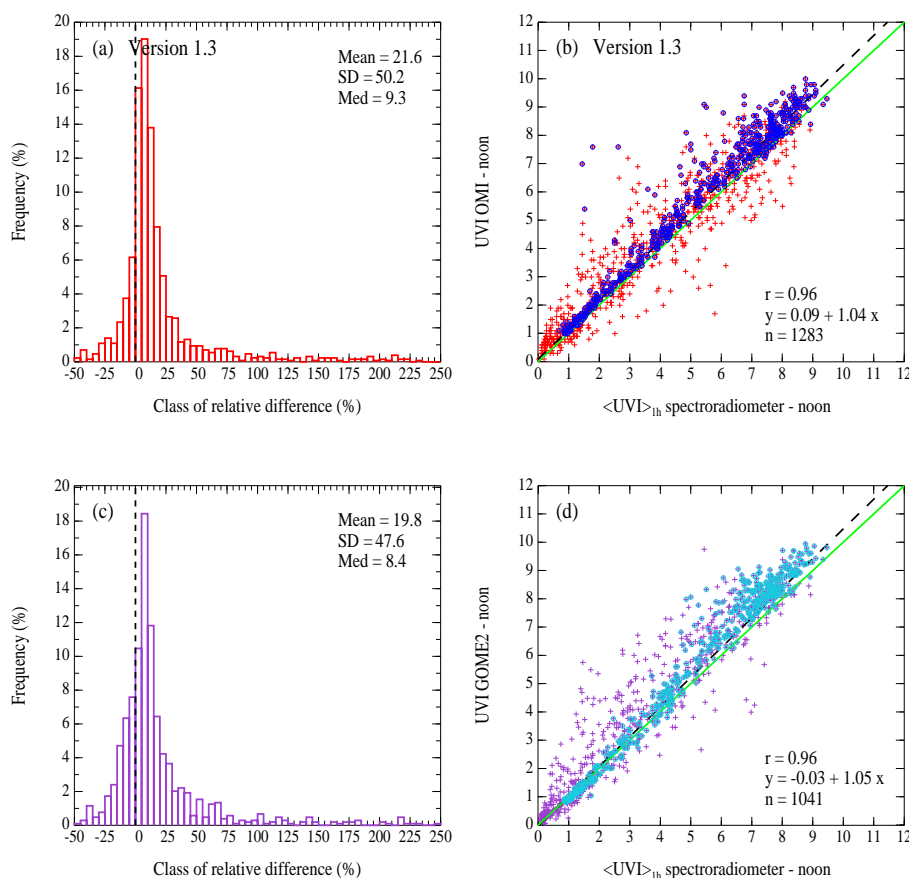 (a) Version 1.3
Mean = 21.6
SD = 50.2
Med = 9.3
Frequency (%)
20
18
16
14
12
10
8
6
4
2
0
-50 -25 0 25 50 75 100 125 150 175 200 225 250
Class of relative difference (%)
(b) Version 1.3
UVI OMI - noon
12
11
10
9
8
7
6
5
4
3
2
1
0
r = 0.96
y = 0.09 + 1.04 x
n = 1283
0 1 2 3 4 5 6 7 8 9 10 11 12
<UVI>1h spectroradiometer - noon
(c)
Mean = 19.8
SD = 47.6
Med = 8.4
Frequency (%)
20
18
16
14
12
10
8
6
4
2
0
-50 -25 0 25 50 75 100 125 150 175 200 225 250
Class of relative difference (%)
(d)
UVI GOME2 - noon
12
11
10
9
8
7
6
5
4
3
2
1
0
r = 0.96
y = -0.03 + 1.05 x
n = 1041
0 1 2 3 4 5 6 7 8 9 10 11 12
<UVI>1h spectroradiometer - noon